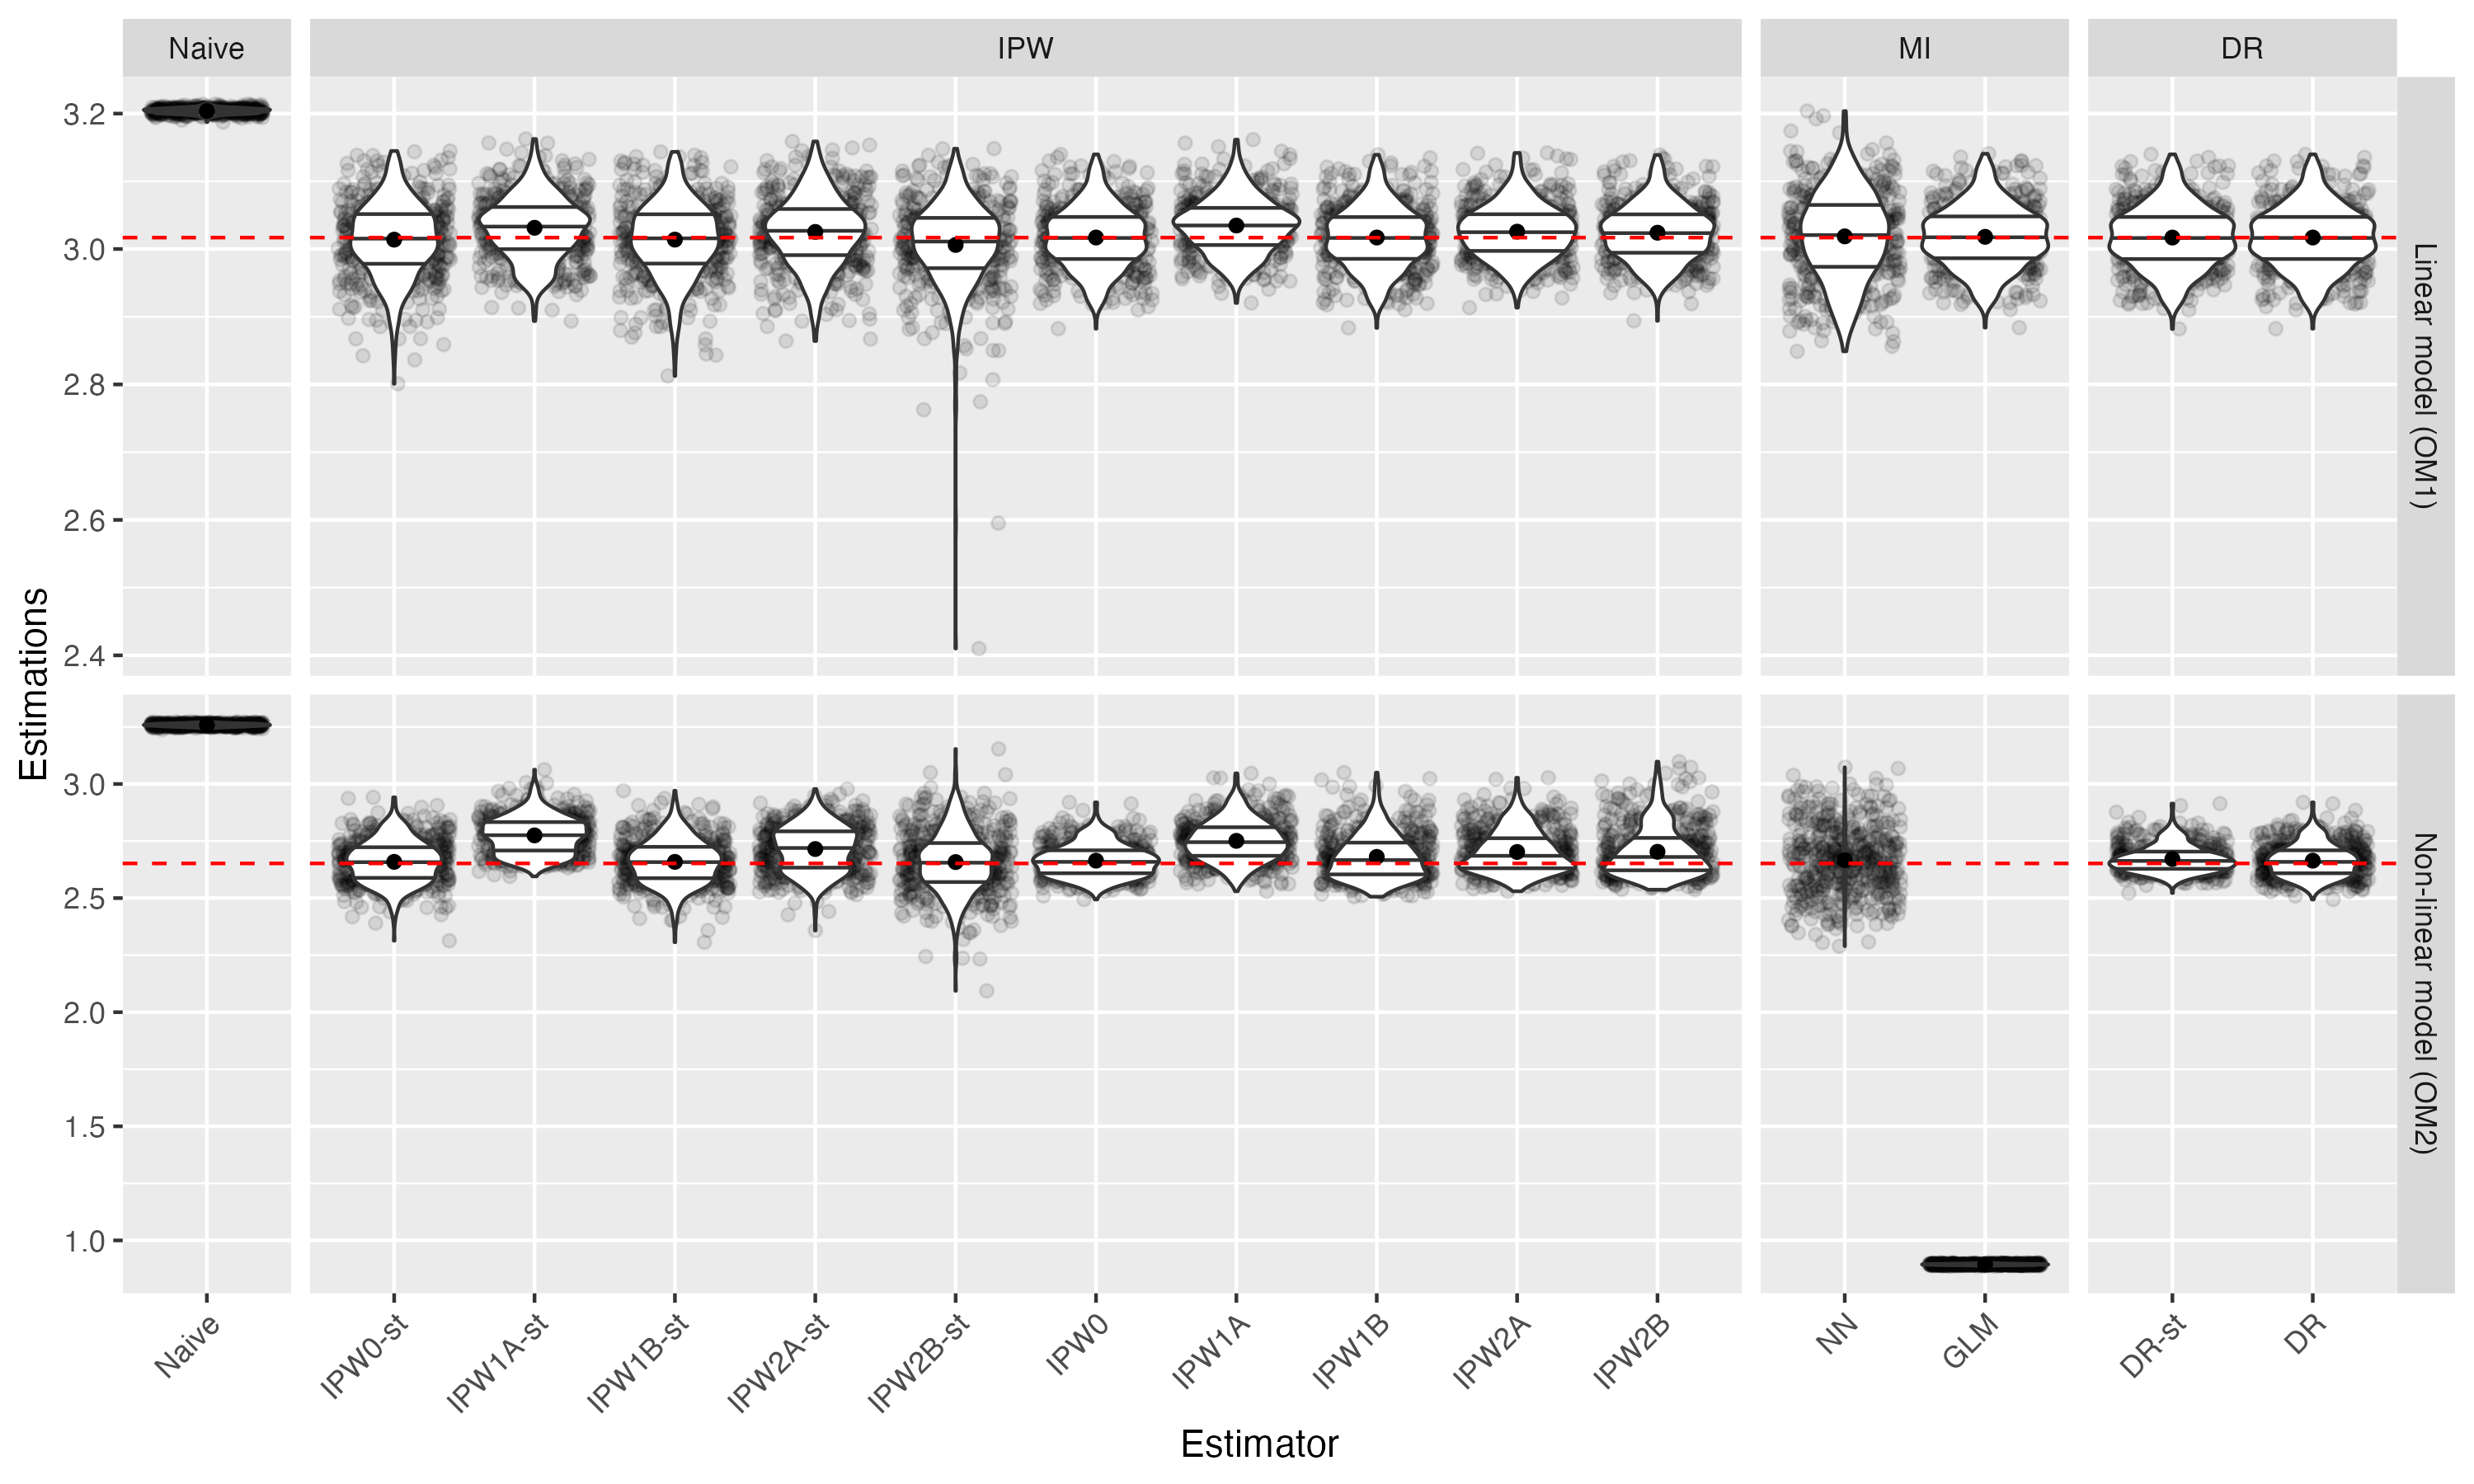 Naive
IPW
MI
DR
Estimations
3.2
3.0
2.8
2.6
2.4
Linear model (OM1)
3.0
2.5
2.0
1.5
1.0
Non-linear model (OM2)
Naive
IPW0-st
IPW1A-st
IPW1B-st
IPW2A-st
IPW2B-st
IPW0
IPW1A
IPW1B
IPW2A
IPW2B
NN
GLM
DR-st
DR
Estimator